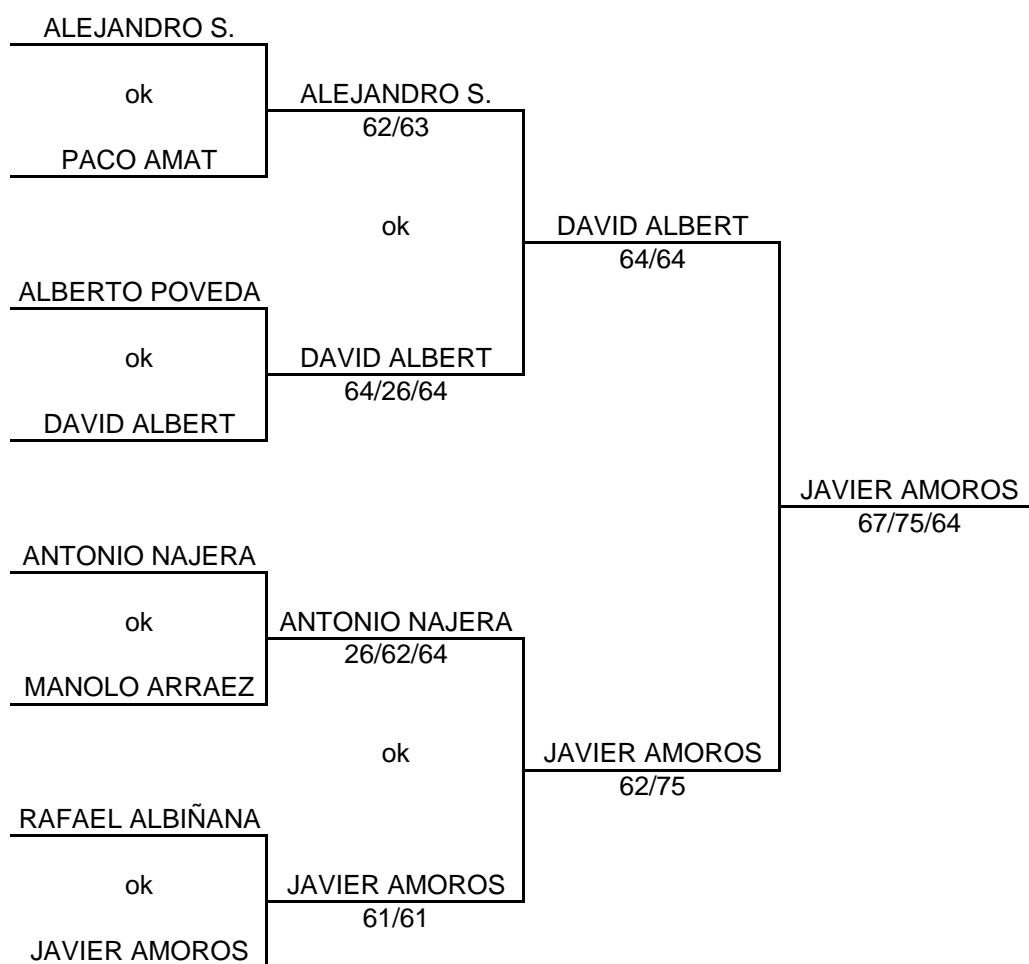 ALEJANDRO S.
ok
ALEJANDRO S.
62/63
PACO AMAT
ok
DAVID ALBERT
64/64
ALBERTO POVEDA
ok
DAVID ALBERT
64/26/64
DAVID ALBERT
JAVIER AMOROS
67/75/64
ANTONIO NAJERA
ok
ANTONIO NAJERA
26/62/64
MANOLO ARRAEZ
ok
JAVIER AMOROS
62/75
RAFAEL ALBIÑANA
ok
JAVIER AMOROS
61/61
JAVIER AMOROS